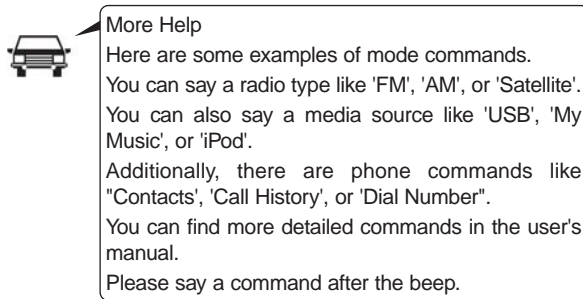 More Help
Here are some examples of mode commands.
You can say a radio type like 'FM', 'AM', or 'Satellite'.
You can also say a media source like 'USB', 'My
Music', or 'iPod'.
Additionally, there are phone commands like
"Contacts', 'Call History', or 'Dial Number".
You can find more detailed commands in the user's
manual.
Please say a command after the beep.